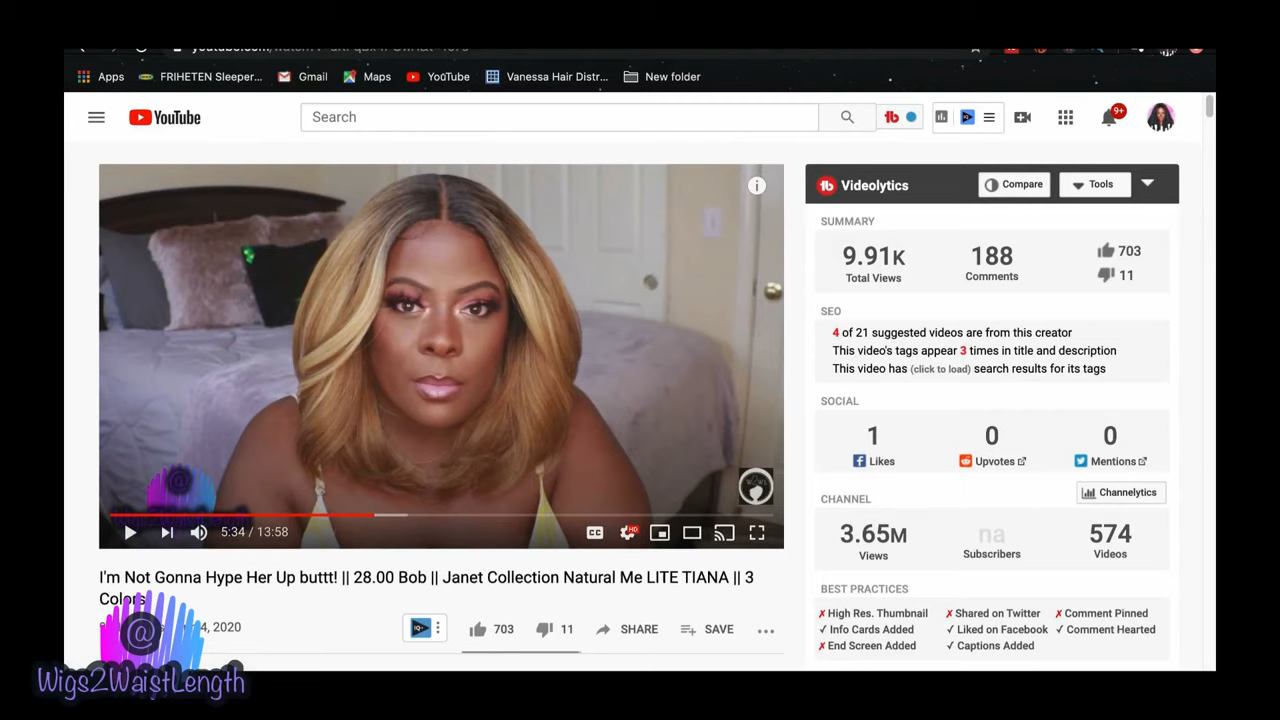 Apps FRIHETEN Sleeper... Gmail Maps YouTube Vanessa Hair Distr... New folder
YouTube Search tb 9+
tb Videolytics Compare Tools
SUMMARY
9.91K 188 703
Total Views Comments 11
SEO
4 of 21 suggested videos are from this creator
This video's tags appear 3 times in title and description
This video has (click to load) search results for its tags
SOCIAL
1 0 0
Likes Upvotes Mentions
Channelytics
CHANNEL
3.65M na 574
Views Subscribers Videos
BEST PRACTICES
✗ High Res. Thumbnail ✗ Shared on Twitter ✗ Comment Pinned
✓ Info Cards Added ✓ Liked on Facebook ✓ Comment Hearted
✗ End Screen Added ✓ Captions Added
5:34 / 13:58 CC HD
I'm Not Gonna Hype Her Up buttt! || 28.00 Bob || Janet Collection Natural Me LITE TIANA || 3
Colors
4, 2020 703 11 SHARE SAVE
@
Wigs2WaistLength